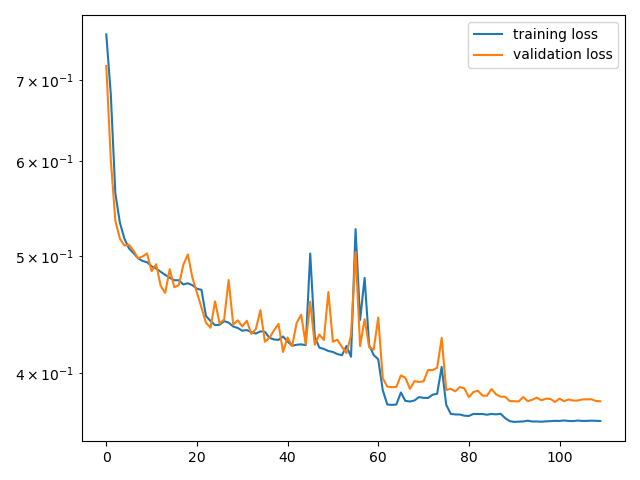 training loss
validation loss
7 × 10⁻¹
6 × 10⁻¹
5 × 10⁻¹
4 × 10⁻¹
0 20 40 60 80 100